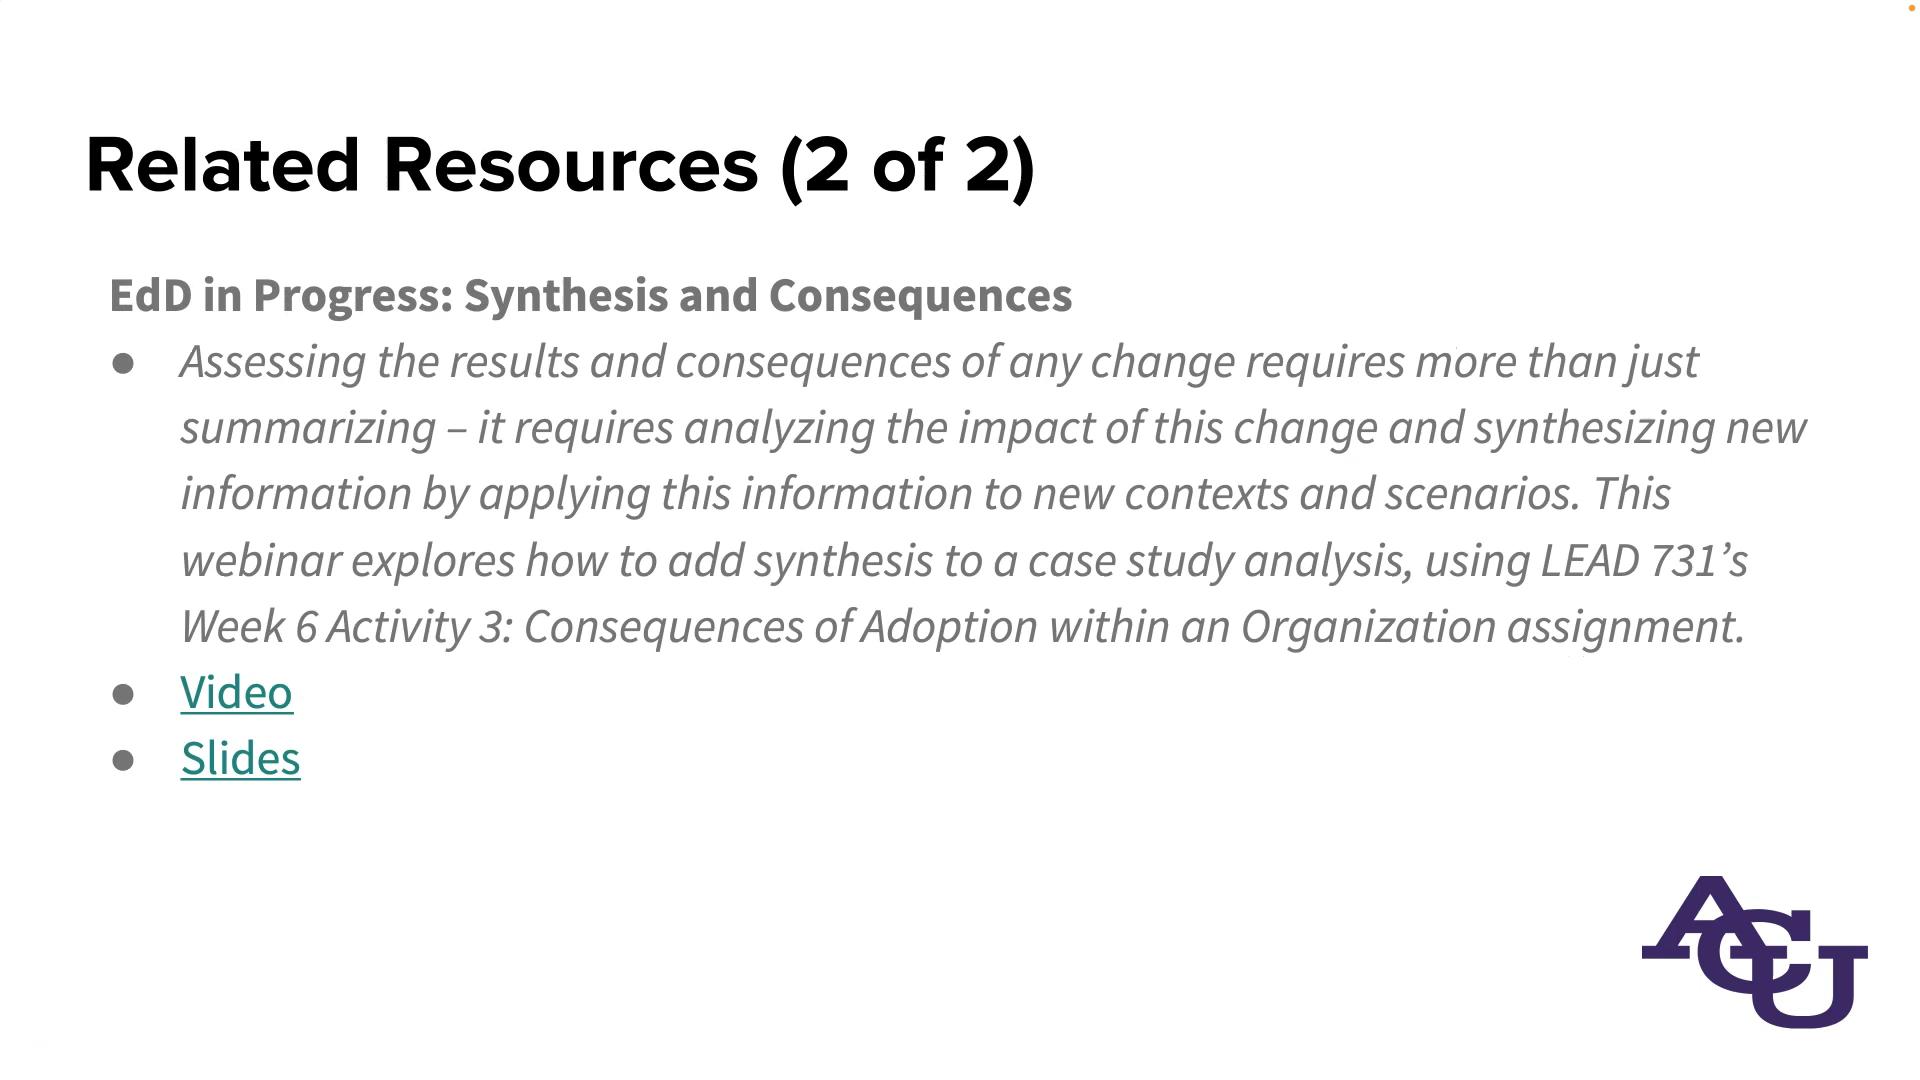 Related Resources (2 of 2)
EdD in Progress: Synthesis and Consequences
● Assessing the results and consequences of any change requires more than just
summarizing – it requires analyzing the impact of this change and synthesizing new
information by applying this information to new contexts and scenarios. This
webinar explores how to add synthesis to a case study analysis, using LEAD 731’s
Week 6 Activity 3: Consequences of Adoption within an Organization assignment.
● Video
● Slides
ACU